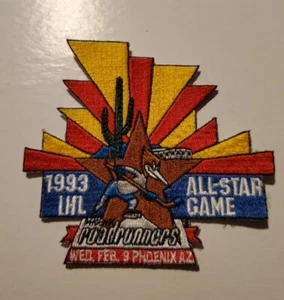 1993 ALL-STAR
IHL GAME
roadrunners
WED. FEB. 9 PHOENIX AZ